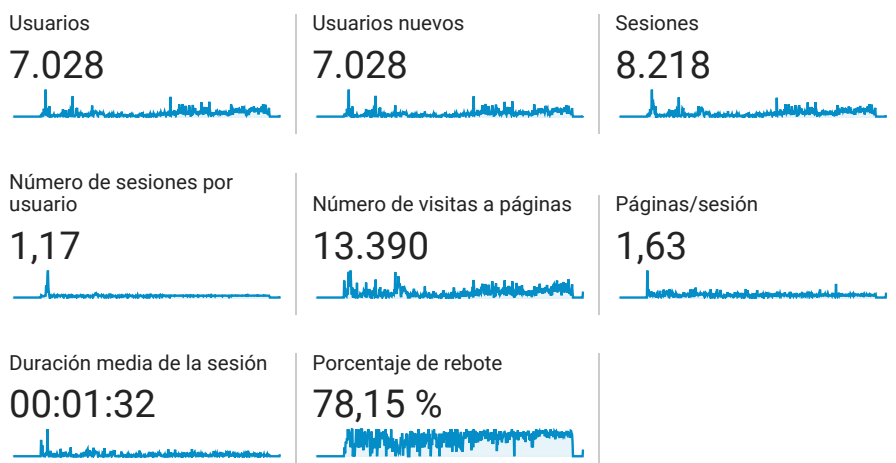 Usuarios
7.028
Usuarios nuevos
7.028
Sesiones
8.218
Número de sesiones por
usuario
1,17
Número de visitas a páginas
13.390
Páginas/sesión
1,63
Duración media de la sesión
00:01:32
Porcentaje de rebote
78,15 %